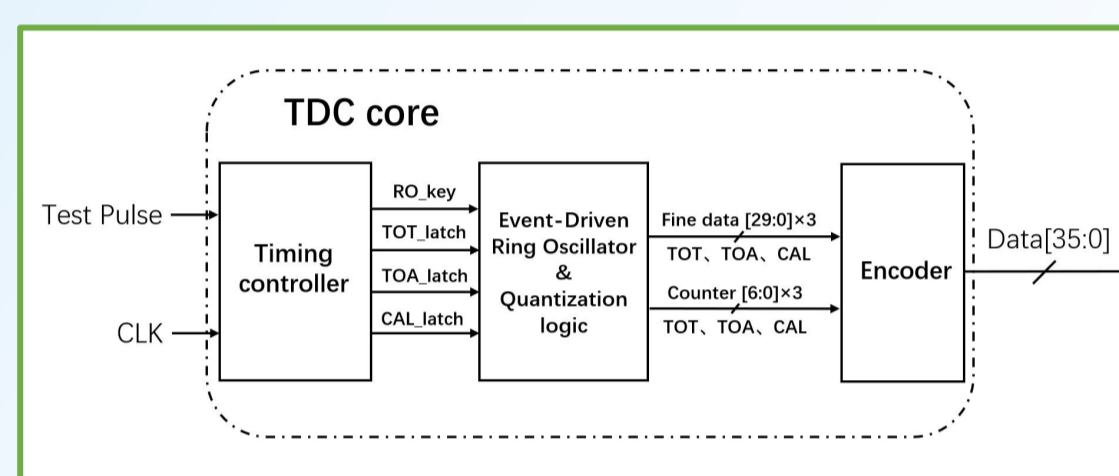 TDC core
Test Pulse
CLK
Timing
controller
RO_key
TOT_latch
TOA_latch
CAL_latch
Event-Driven
Ring Oscillator
&
Quantization
logic
Fine data [29:0]×3
TOT、TOA、CAL
Counter [6:0]×3
TOT、TOA、CAL
Encoder
Data[35:0]